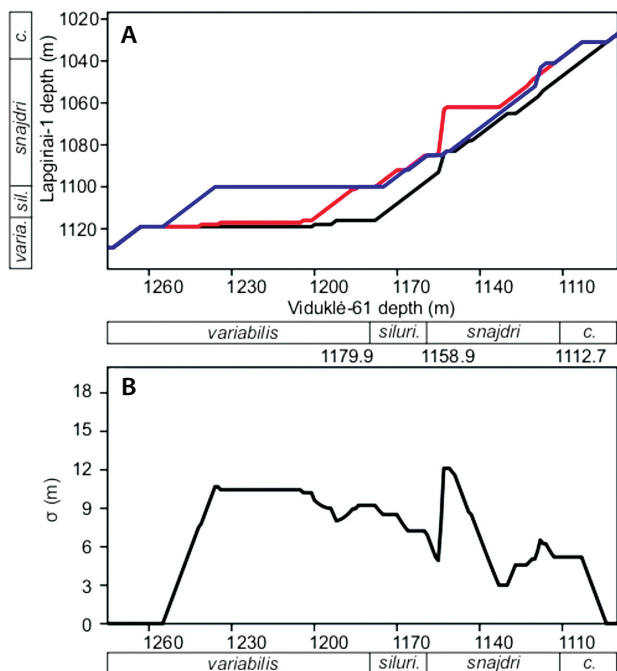 A
1020
1040
1060
1080
1100
1120
Lapgiriai-1 depth (m)
c.
snajdri
sil.
varia.
1260 1230 1200 1170 1140 1110
Viduklė-61 depth (m)
variabilis siluri. snajdri c.
1179.9 1158.9 1112.7
B
18
15
12
9
6
3
0
σ (m)
1260 1230 1200 1170 1140 1110
variabilis siluri. snajdri c.